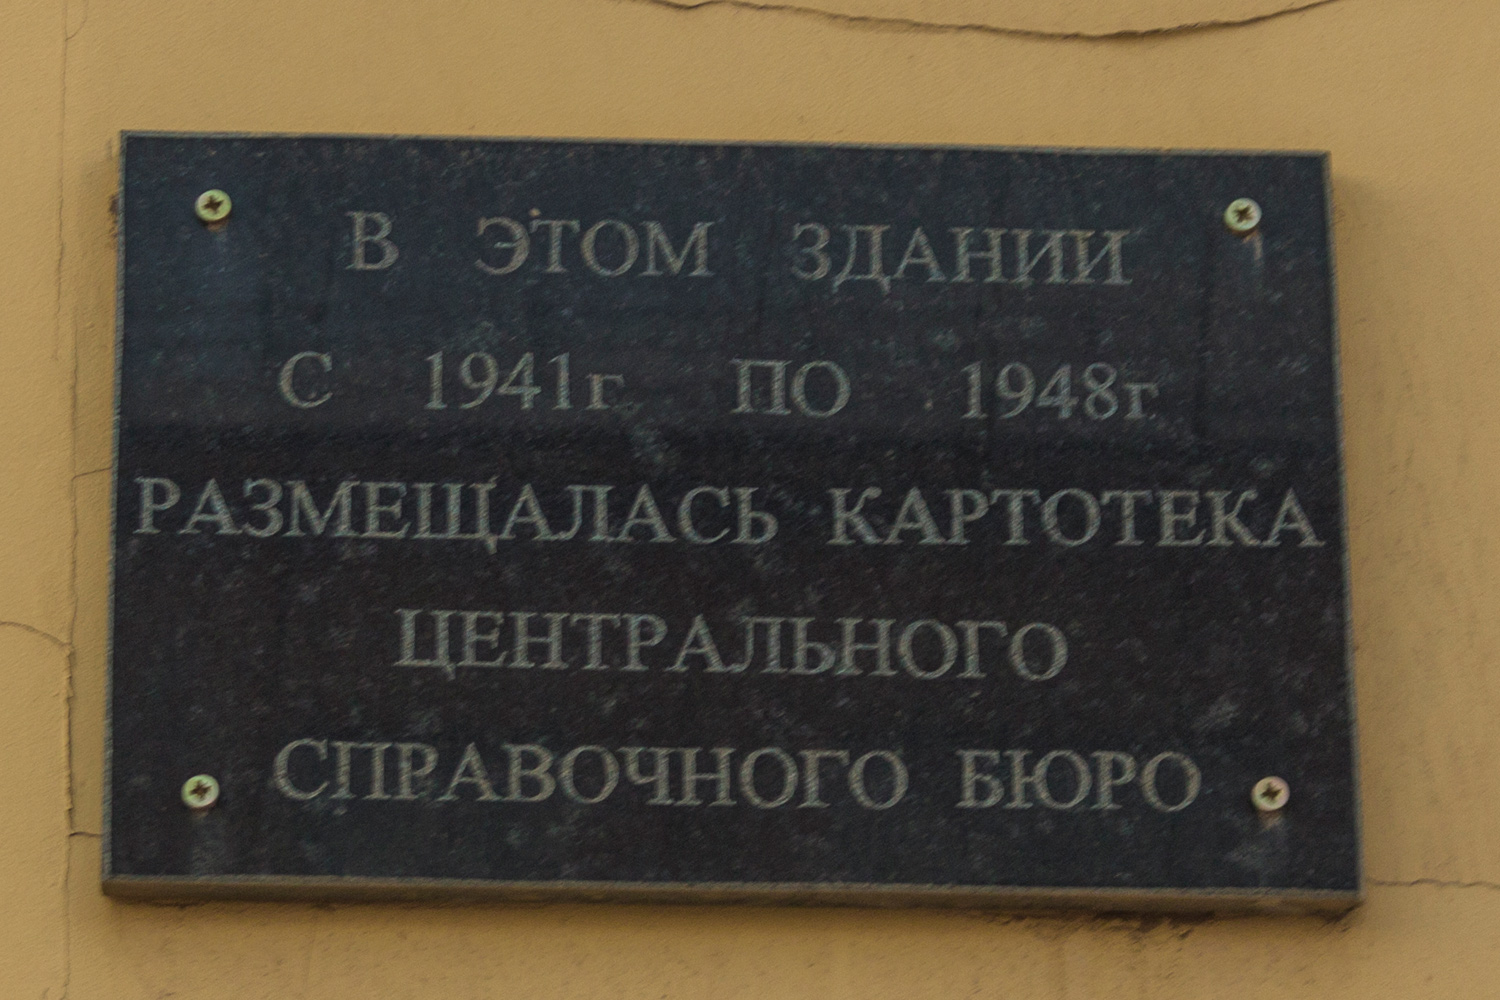 В ЭТОМ ЗДАНИИ
С 1941г ПО 1948г
РАЗМЕЩАЛАСЬ КАРТОТЕКА
ЦЕНТРАЛЬНОГО
СПРАВОЧНОГО БЮРО